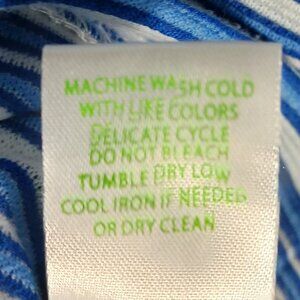 MACHINE WASH COLD
WITH LIKE COLORS
DELICATE CYCLE
DO NOT BLEACH
TUMBLE DRY LOW
COOL IRON IF NEEDED
OR DRY CLEAN